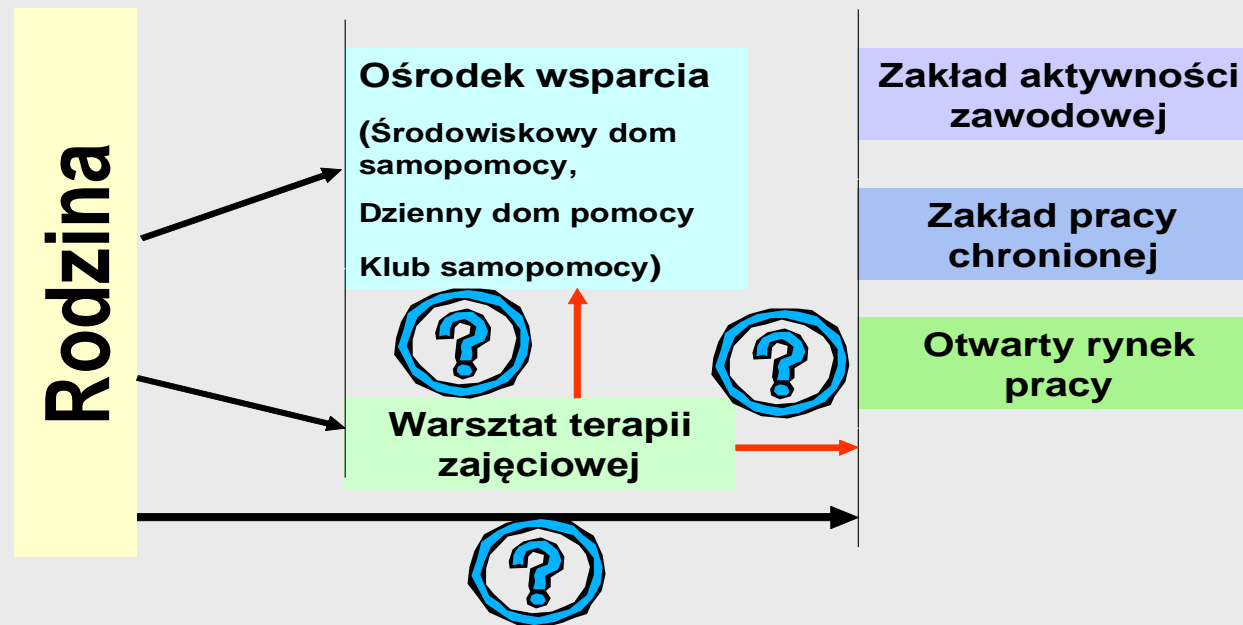 Rodzina
Ośrodek wsparcia
(Środowiskowy dom
samopomocy,
Dzienny dom pomocy
Klub samopomocy)
?
?
Warsztat terapii
zajęciowej
?
Zakład aktywności
zawodowej
Zakład pracy
chronionej
Otwarty rynek
pracy